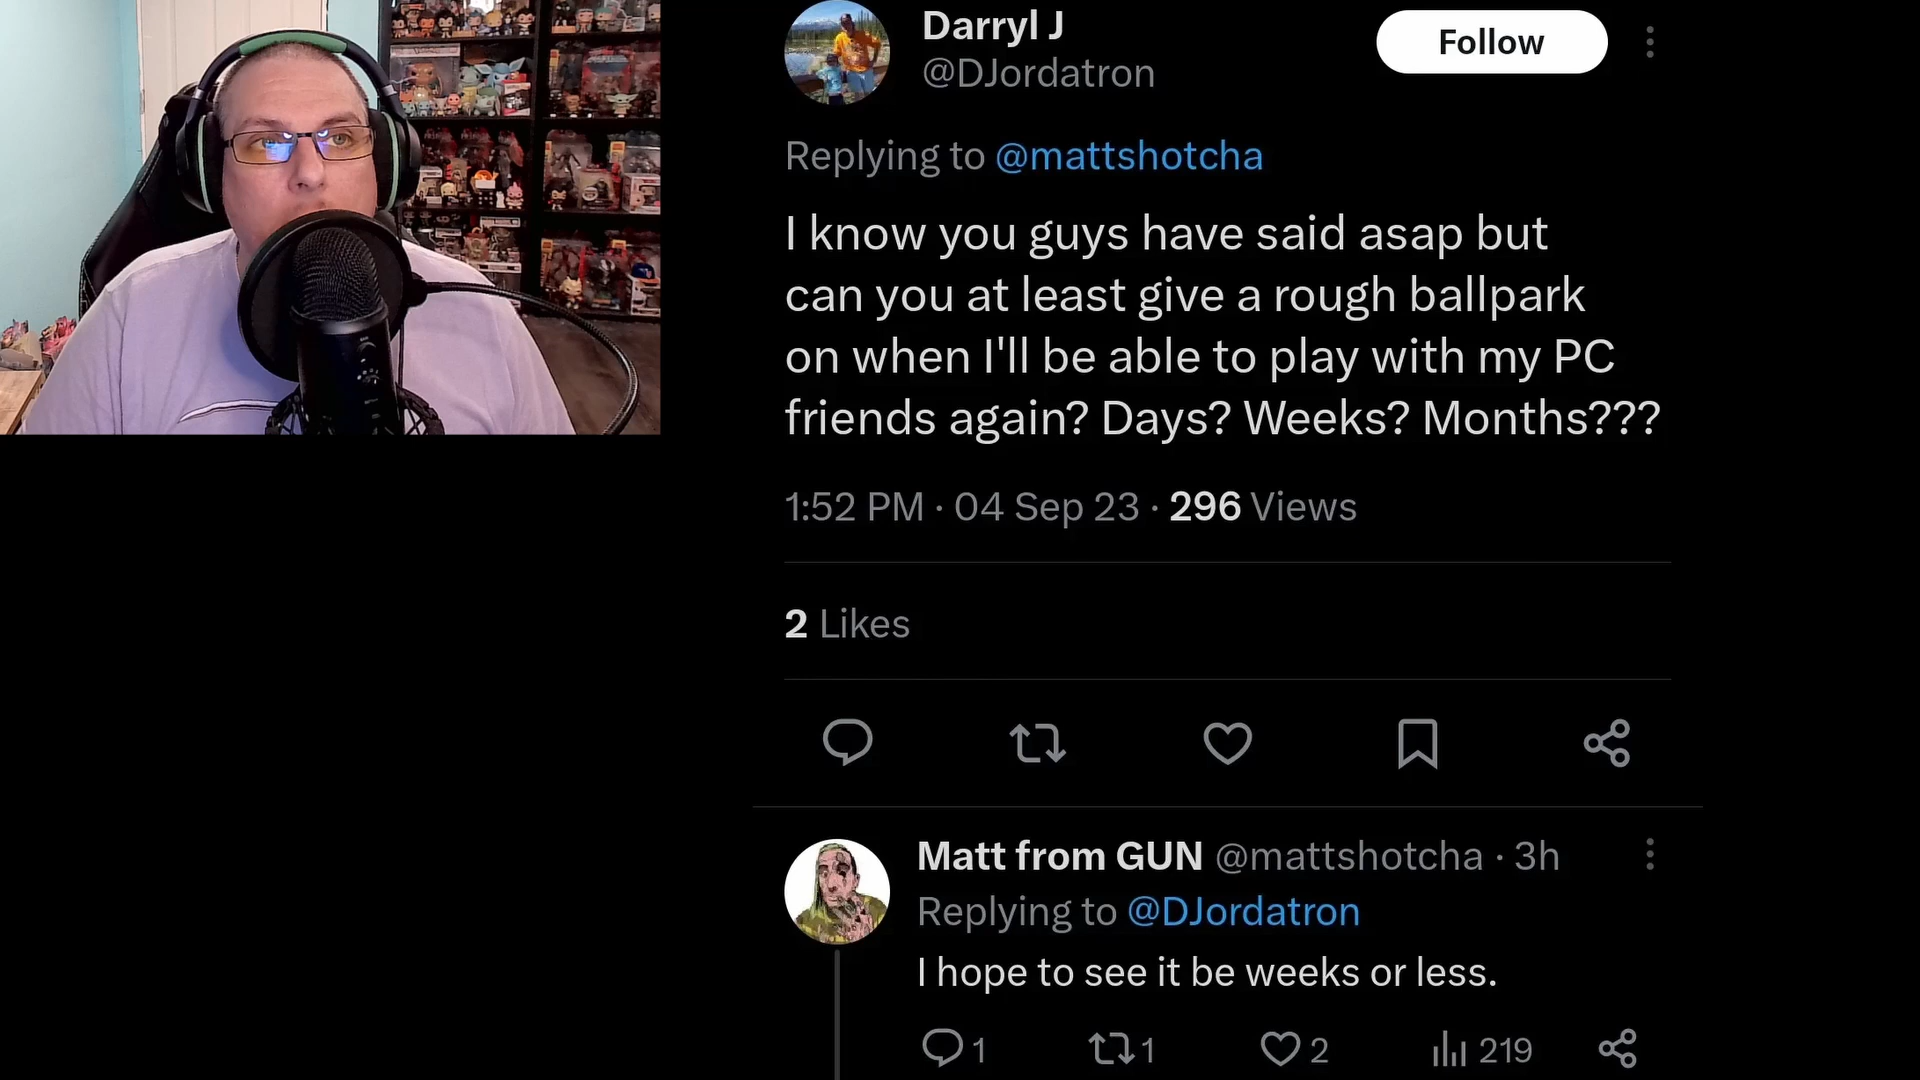 Darryl J
@DJordatron
Follow
Replying to @mattshotcha
I know you guys have said asap but
can you at least give a rough ballpark
on when I'll be able to play with my PC
friends again? Days? Weeks? Months???
1:52 PM · 04 Sep 23 · 296 Views
2 Likes
Matt from GUN @mattshotcha · 3h
Replying to @DJordatron
I hope to see it be weeks or less.
1 1 2 219